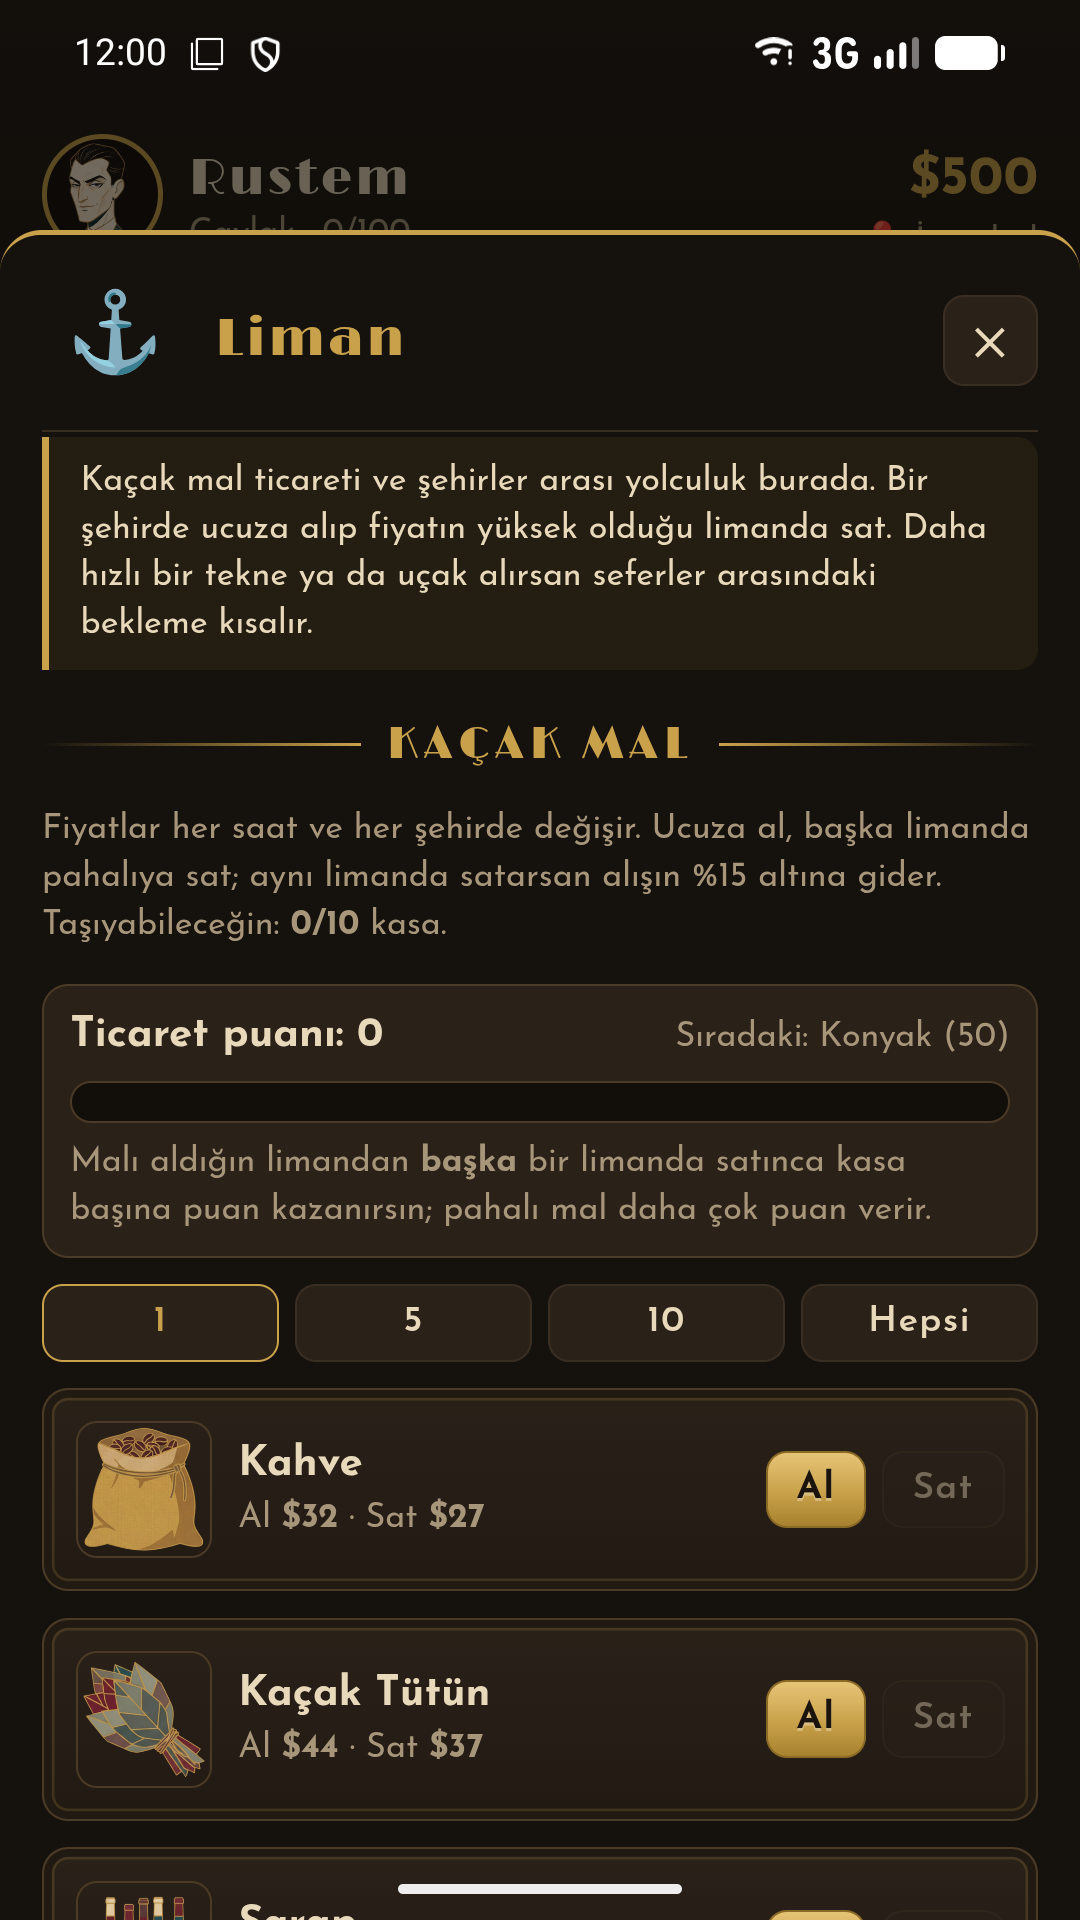 12:00
3G
Rustem
$500
Çaylak · 0/100
Liman
Kaçak mal ticareti ve şehirler arası yolculuk burada. Bir
şehirde ucuza alıp fiyatın yüksek olduğu limanda sat. Daha
hızlı bir tekne ya da uçak alırsan seferler arasındaki
bekleme kısalır.
KAÇAK MAL
Fiyatlar her saat ve her şehirde değişir. Ucuza al, başka limanda
pahalıya sat; aynı limanda satarsan alışın %15 altına gider.
Taşıyabileceğin: 0/10 kasa.
Ticaret puanı: 0
Sıradaki: Konyak (50)
Malı aldığın limandan başka bir limanda satınca kasa
başına puan kazanırsın; pahalı mal daha çok puan verir.
1
5
10
Hepsi
Kahve
Al $32 · Sat $27
Al
Sat
Kaçak Tütün
Al $44 · Sat $37
Al
Sat
Şarap